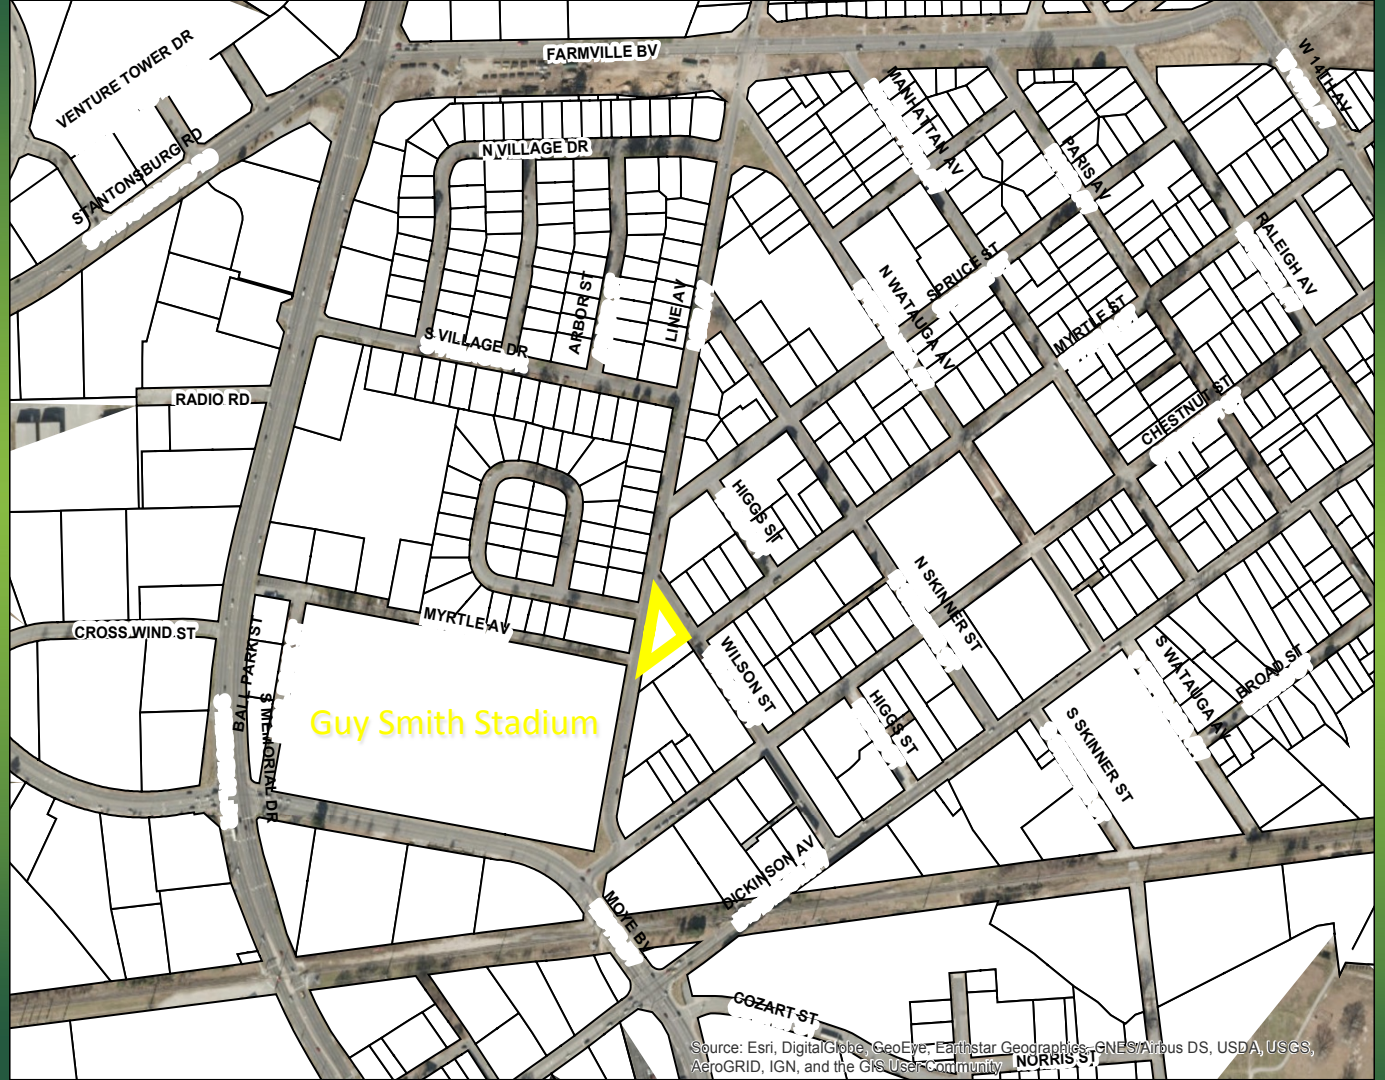 FARMVILLE BV
VENTURE TOWER DR
W 14TH AV
MANHATTAN AV
STANTONSBURG RD
N VILLAGE DR
PARIS AV
RALEIGH AV
SPRUCE ST
N WATAUGA AV
ARBOR ST
LINE AV
MYRTLE ST
S VILLAGE DR
RADIO RD
CHESTNUT ST
HIGGS ST
N SKINNER ST
MYRTLE AV
CROSS WIND ST
BALL PARK ST
WILSON ST
S WATAUGA AV
BROAD ST
S MEMORIAL DR
Guy Smith Stadium
HIGGS ST
S SKINNER ST
DICKINSON AV
MOYE BV
COZART ST
NORRIS ST
Source: Esri, DigitalGlobe, GeoEye, Earthstar Geographics, CNES/Airbus DS, USDA, USGS,
AeroGRID, IGN, and the GIS User Community